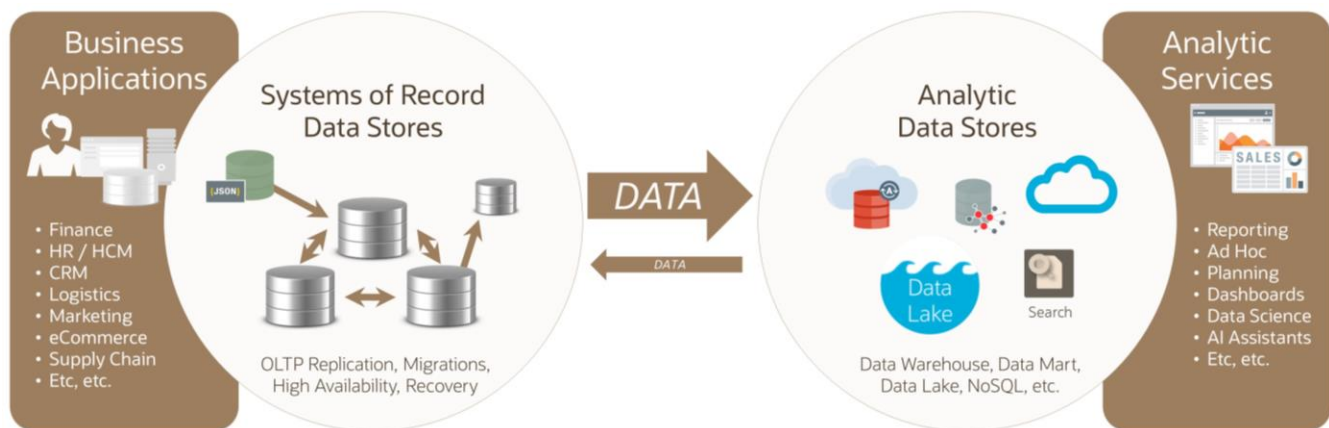 Business
Applications
• Finance
• HR / HCM
• CRM
• Logistics
• Marketing
• eCommerce
• Supply Chain
• Etc, etc.
Systems of Record
Data Stores
{JSON}
OLTP Replication, Migrations,
High Availability, Recovery
DATA
DATA
Analytic
Data Stores
A
Data
Lake
Search
Data Warehouse, Data Mart,
Data Lake, NoSQL, etc.
Analytic
Services
SALES
• Reporting
• Ad Hoc
• Planning
• Dashboards
• Data Science
• AI Assistants
• Etc, etc.